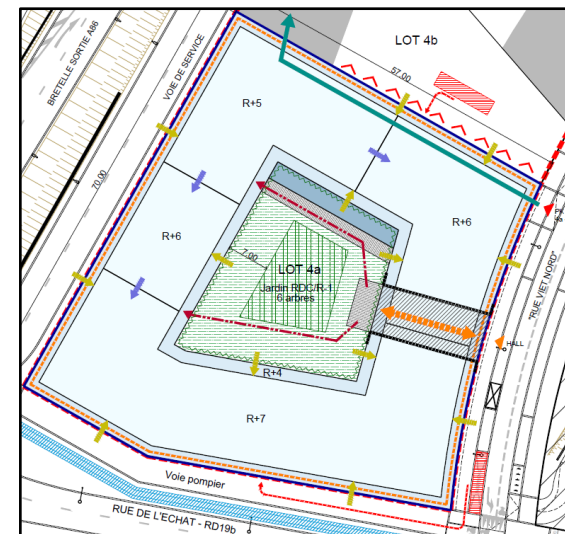 LOT 4b
BRETELLE SORTIE A86
VOIE DE SERVICE
57,00
R+5
70,00
R+6
R+6
"RUE VIET NORD"
7,00
LOT 4a
Jardin RDC/R-1
6 arbres
HALL
R+4
R+7
Voie pompier
RUE DE L'ECHAT - RD19b